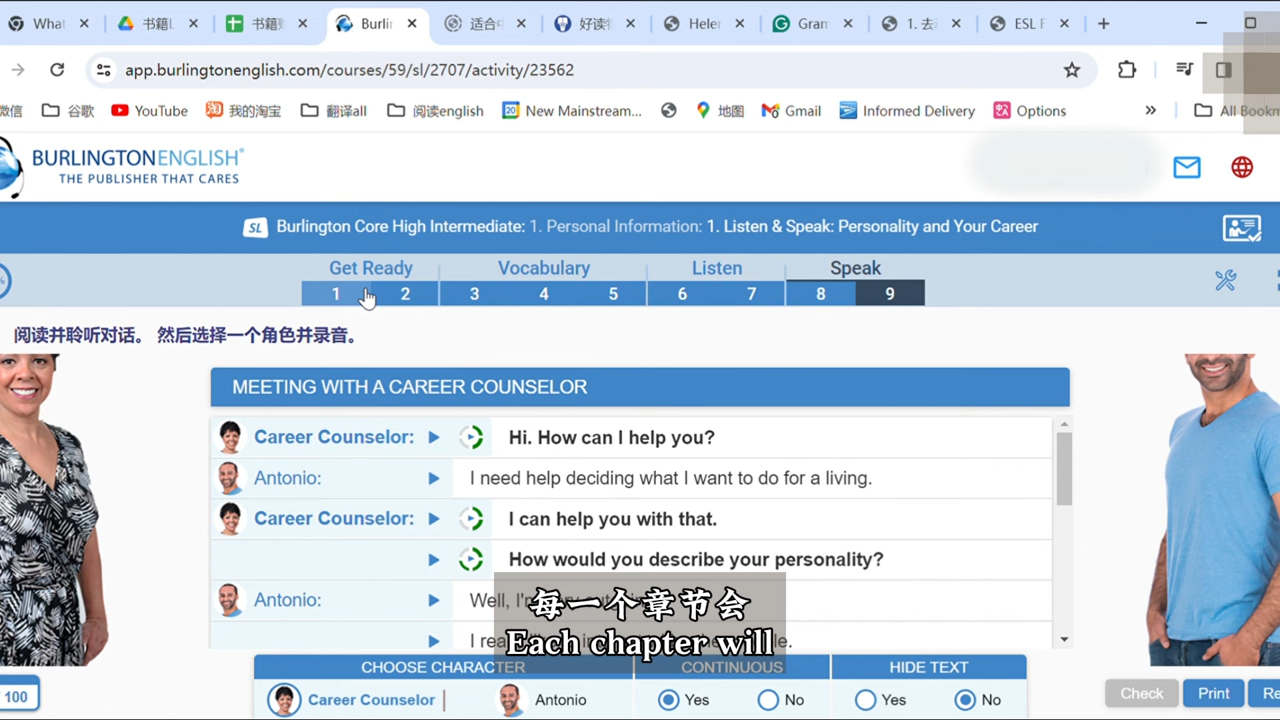 What
书籍L
书籍
Burlin
适合
好读
Helen
Gram
1. 去
ESL F
app.burlingtonenglish.com/courses/59/sl/2707/activity/23562
微信
谷歌
YouTube
我的淘宝
翻译all
阅读english
New Mainstream...
地图
Gmail
Informed Delivery
Options
All Bookm
BURLINGTONENGLISH®
THE PUBLISHER THAT CARES
SL Burlington Core High Intermediate: 1. Personal Information: 1. Listen & Speak: Personality and Your Career
Get Ready Vocabulary Listen Speak
1 2 3 4 5 6 7 8 9
阅读并聆听对话。 然后选择一个角色并录音。
MEETING WITH A CAREER COUNSELOR
Career Counselor: Hi. How can I help you?
Antonio: I need help deciding what I want to do for a living.
Career Counselor: I can help you with that.
How would you describe your personality?
Antonio: Well, I'm
I rea
每一个章节会
Each chapter will
CHOOSE CHARACTER CONTINUOUS HIDE TEXT
Career Counselor Antonio Yes No Yes No
100
Check Print Re